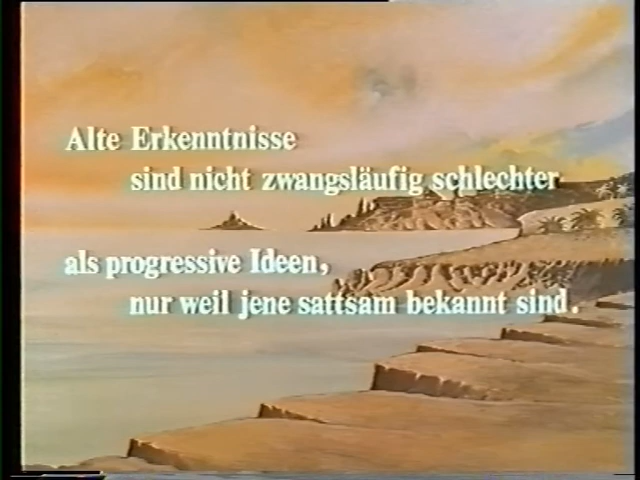 Alte Erkenntnisse
sind nicht zwangsläufig schlechter
als progressive Ideen,
nur weil jene sattsam bekannt sind.